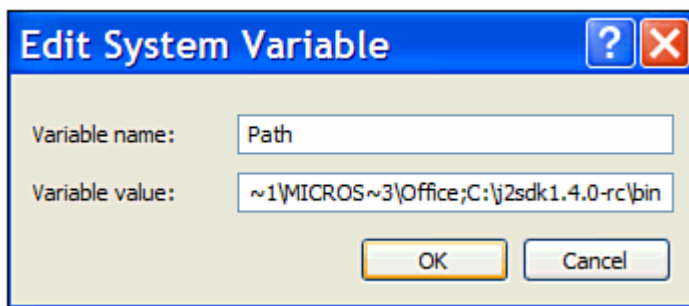 Edit System Variable
Variable name: Path
Variable value: ~1\MICROS~3\Office;C:\j2sdk1.4.0-rc\bin
OK Cancel